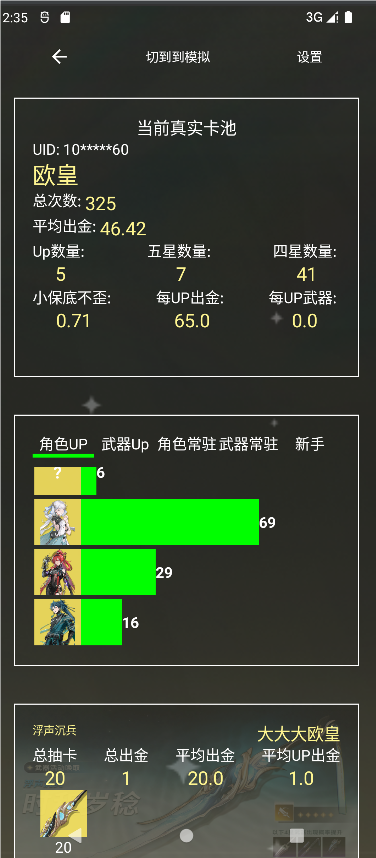 2:35 3G
切到到模拟 设置
当前真实卡池
UID: 10*****60
欧皇
总次数: 325
平均出金: 46.42
Up数量: 五星数量: 四星数量:
5 7 41
小保底不歪: 每UP出金: 每UP武器:
0.71 65.0 0.0
角色UP 武器Up 角色常驻 武器常驻 新手
? 6
69
29
16
浮声沉兵 大大大欧皇
总抽卡 总出金 平均出金 平均UP出金
20 1 20.0 1.0
20